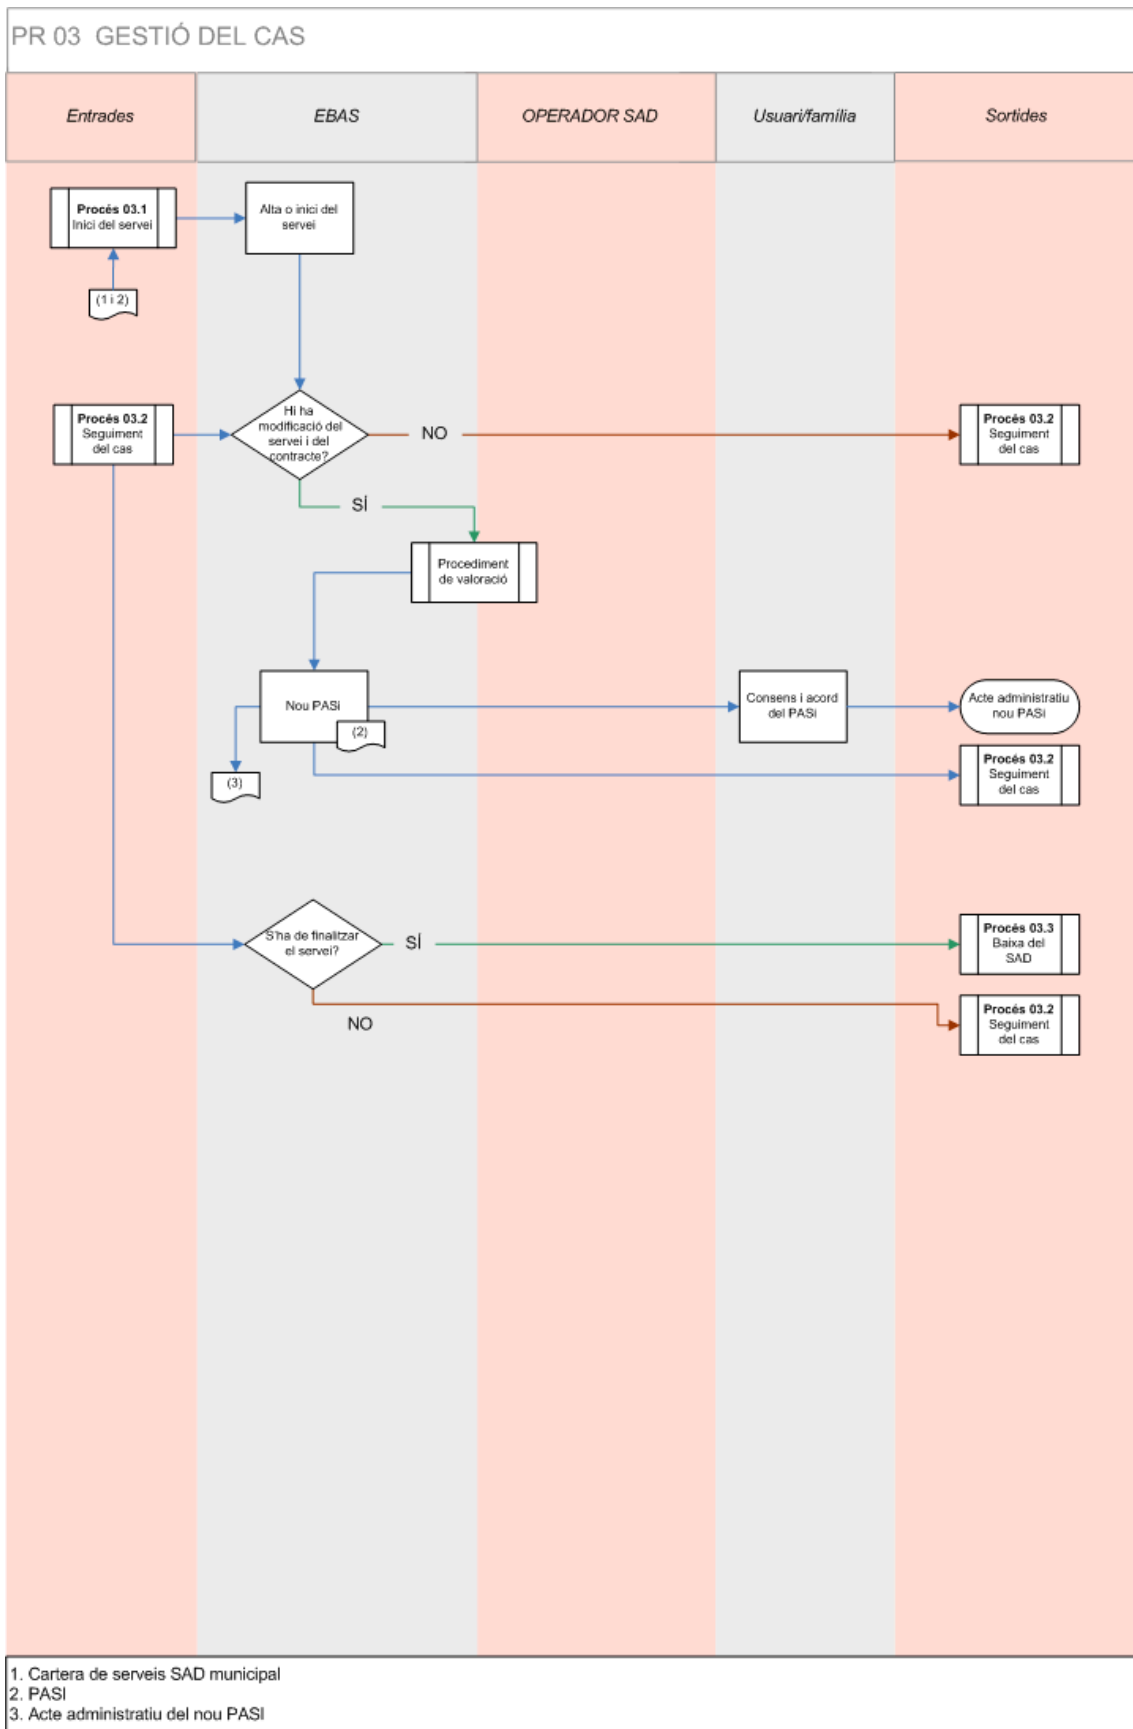 PR 03 GESTIÓ DEL CAS
Entrades
EBAS
OPERADOR SAD
Usuari/família
Sortides
Procés 03.1
Inici del servei
Alta o inici del
servei
(1 i 2)
Procés 03.2
Seguiment
del cas
Hi ha
modificació del
servei i del
contracte?
NO
Procés 03.2
Seguiment
del cas
SÍ
Procediment
de valoració
Nou PASi
(2)
Consens i acord
del PASi
Acte administratiu
nou PASi
(3)
Procés 03.2
Seguiment
del cas
S'ha de finalitzar
el servei?
SÍ
Procés 03.3
Baixa del
SAD
NO
Procés 03.2
Seguiment
del cas
1. Cartera de serveis SAD municipal
2. PASI
3. Acte administratiu del nou PASI